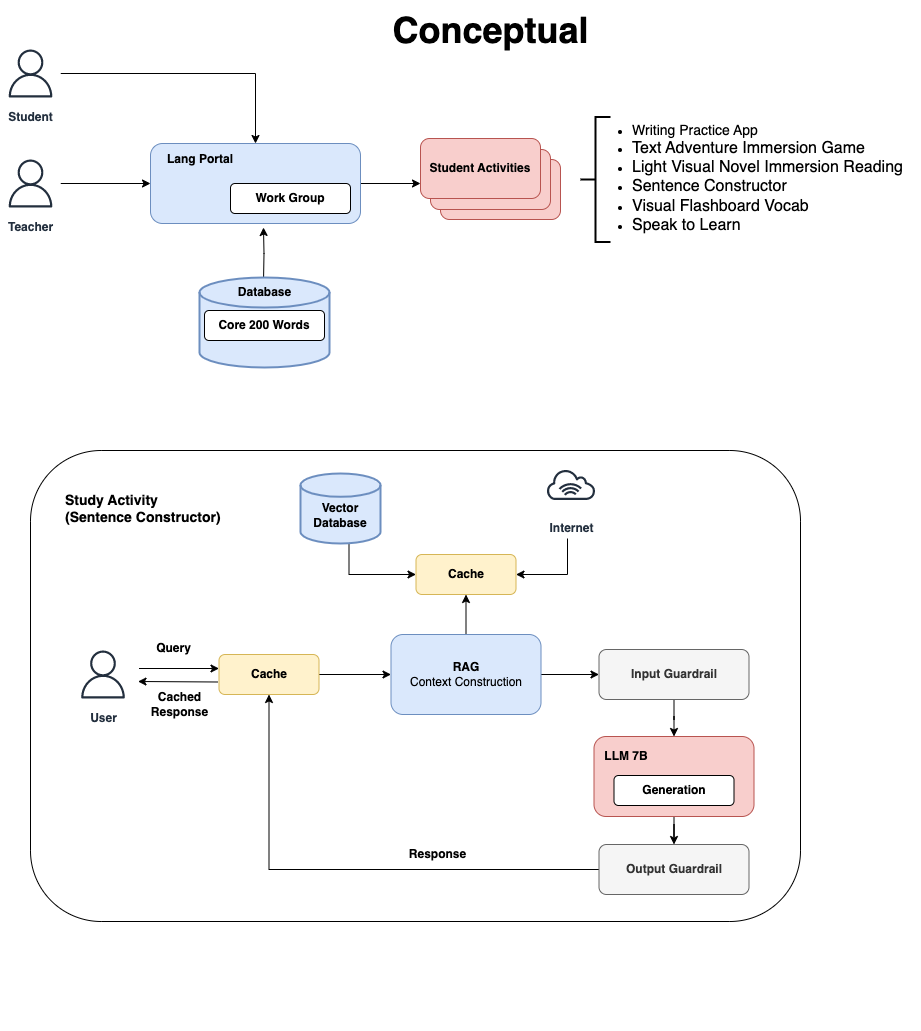 Conceptual
Student
Teacher
Lang Portal
Work Group
Database
Core 200 Words
Student Activities
Writing Practice App
Text Adventure Immersion Game
Light Visual Novel Immersion Reading
Sentence Constructor
Visual Flashboard Vocab
Speak to Learn
Study Activity
(Sentence Constructor)
Vector
Database
Internet
Cache
Query
Cached
Response
User
Cache
RAG
Context Construction
Input Guardrail
LLM 7B
Generation
Output Guardrail
Response